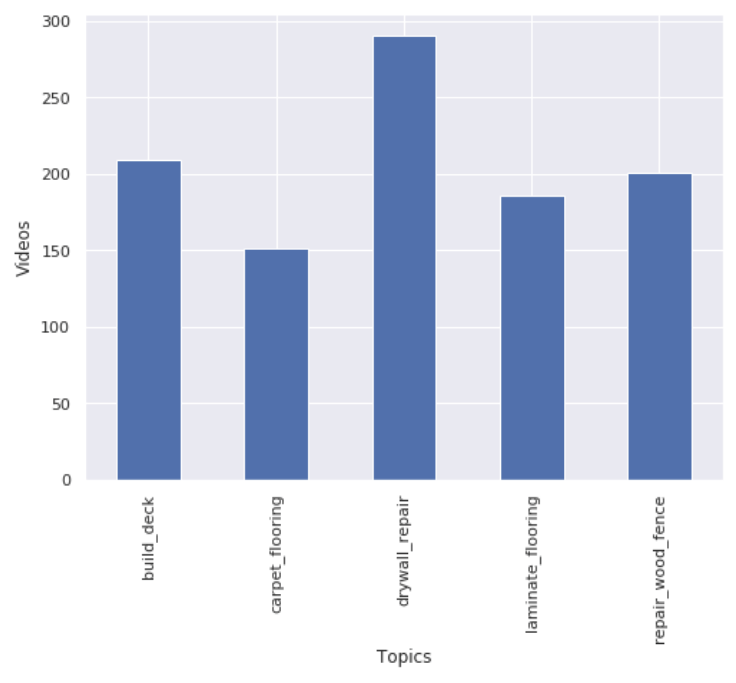 300
250
200
150
100
50
0
Videos
build_deck
carpet_flooring
drywall_repair
laminate_flooring
repair_wood_fence
Topics